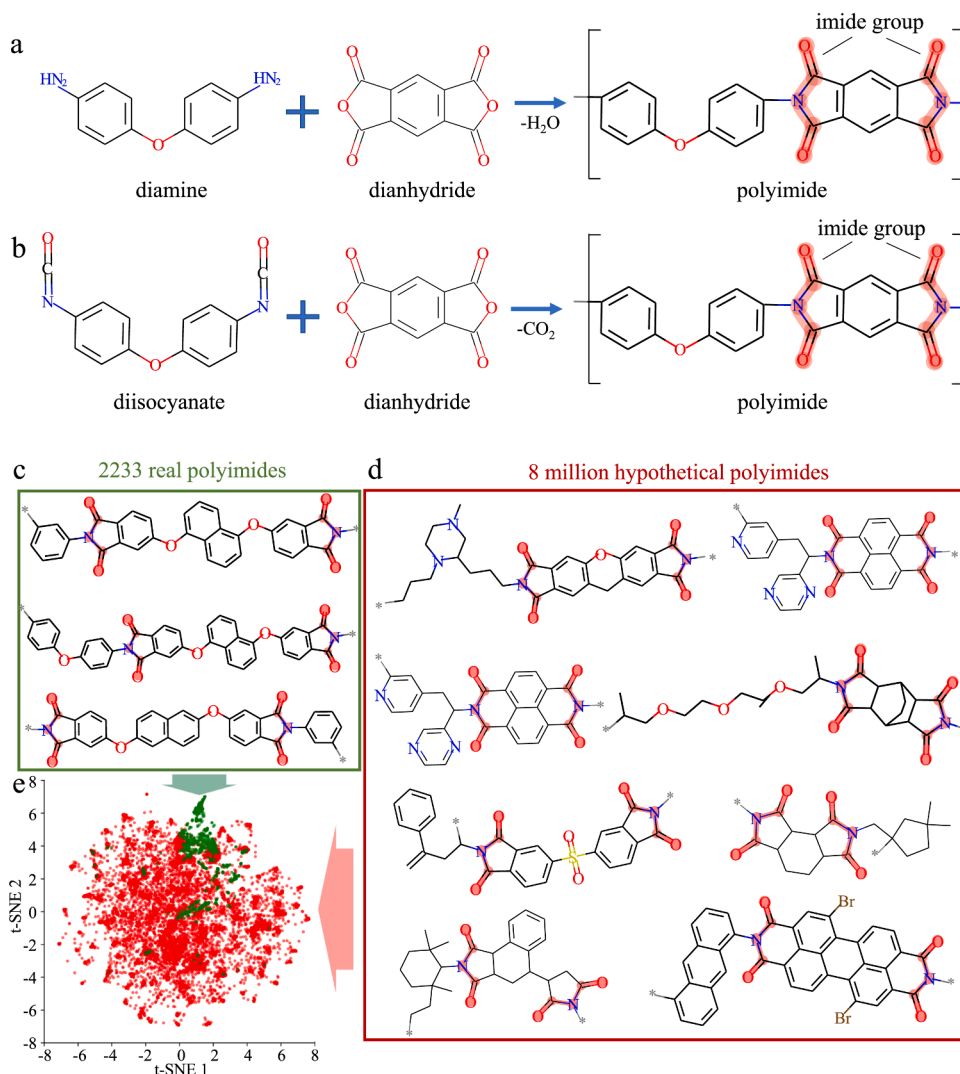 a
imide group
HN2
HN2
O
O
O
O
O
O
O
-H2O
O
N
O
O
O
O
N
diamine
dianhydride
polyimide
b
imide group
O
C
N
O
C
N
O
O
O
O
O
O
O
-CO2
O
N
O
O
O
O
N
diisocyanate
dianhydride
polyimide
c
2233 real polyimides
d
8 million hypothetical polyimides
*
N
O
O
N
*
*
O
N
O
O
N
*
*
N
O
O
N
*
N
N
*
N
O
N
*
*
N
N
N
N
*
*
N
N
N
N
*
O
O
O
N
N
*
*
*
N
O
S
O
N
*
*
N
N
*
N
*
N
*
Br
N
Br
N
*
*
e
8
6
4
2
0
-2
-4
-6
-8
t-SNE 2
-8
-6
-4
-2
0
2
4
6
8
t-SNE 1